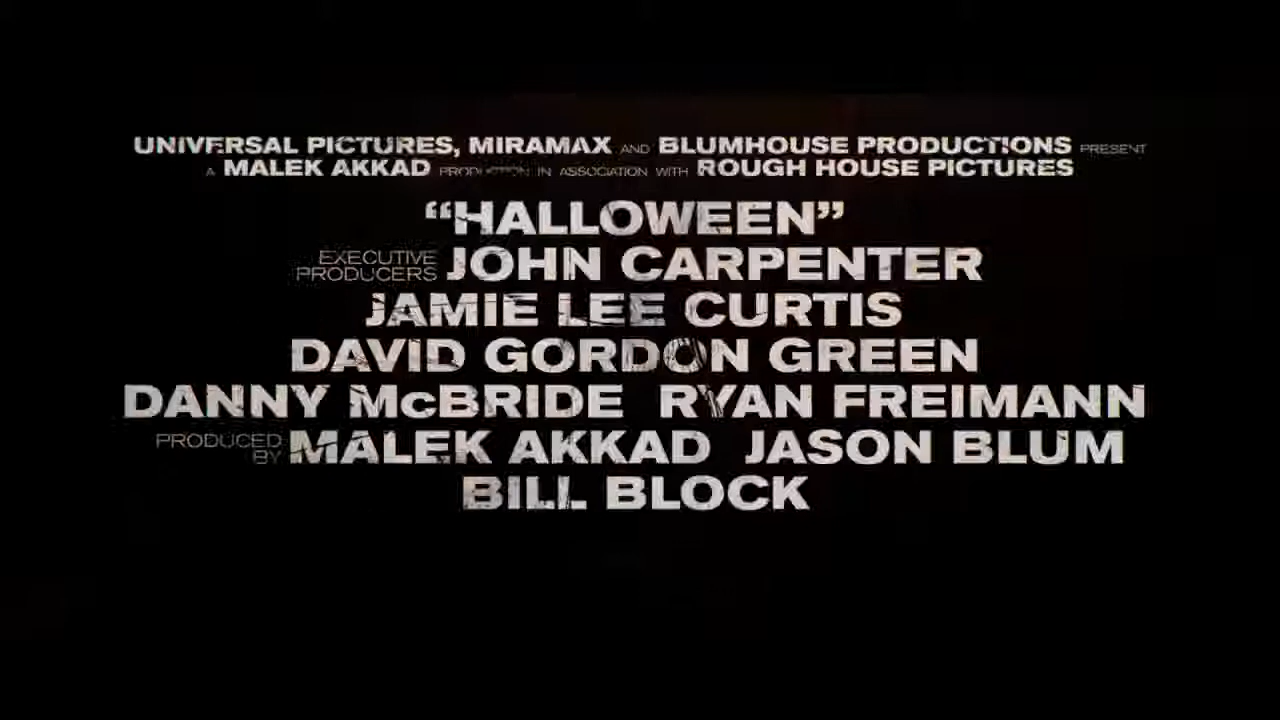 UNIVERSAL PICTURES, MIRAMAX AND BLUMHOUSE PRODUCTIONS PRESENT
A MALEK AKKAD PRODUCTION IN ASSOCIATION WITH ROUGH HOUSE PICTURES
“HALLOWEEN”
EXECUTIVE PRODUCERS JOHN CARPENTER
JAMIE LEE CURTIS
DAVID GORDON GREEN
DANNY McBRIDE RYAN FREIMANN
PRODUCED BY MALEK AKKAD JASON BLUM
BILL BLOCK